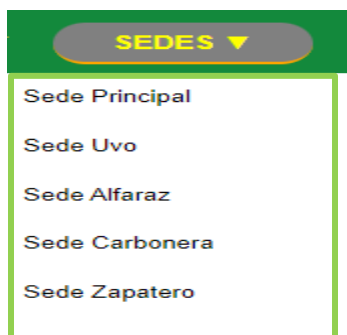 SEDES ▼
Sede Principal
Sede Uvo
Sede Alfaraz
Sede Carbonera
Sede Zapatero